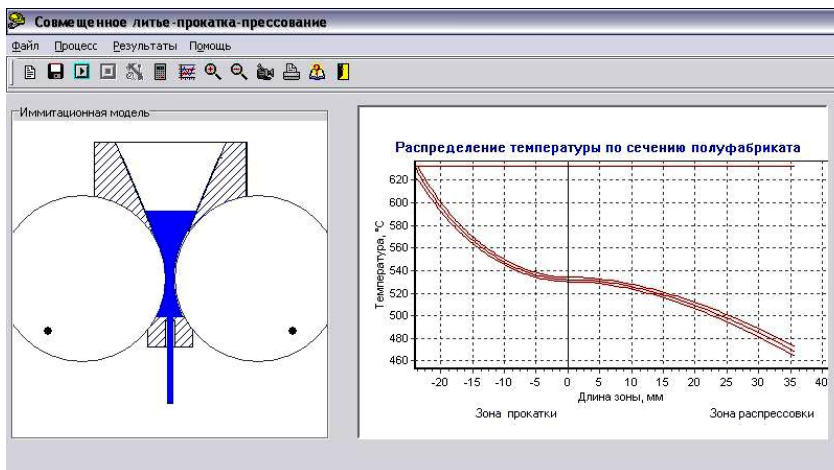 Совмещенное литье-прокатка-прессование
Файл Процесс Результаты Помощь
Иммитационная модель
Распределение температуры по сечению полуфабриката
Температура, °C
620
600
580
560
540
520
500
480
460
-20 -15 -10 -5 0 5 10 15 20 25 30 35 40
Длина зоны, мм
Зона прокатки Зона распрессовки